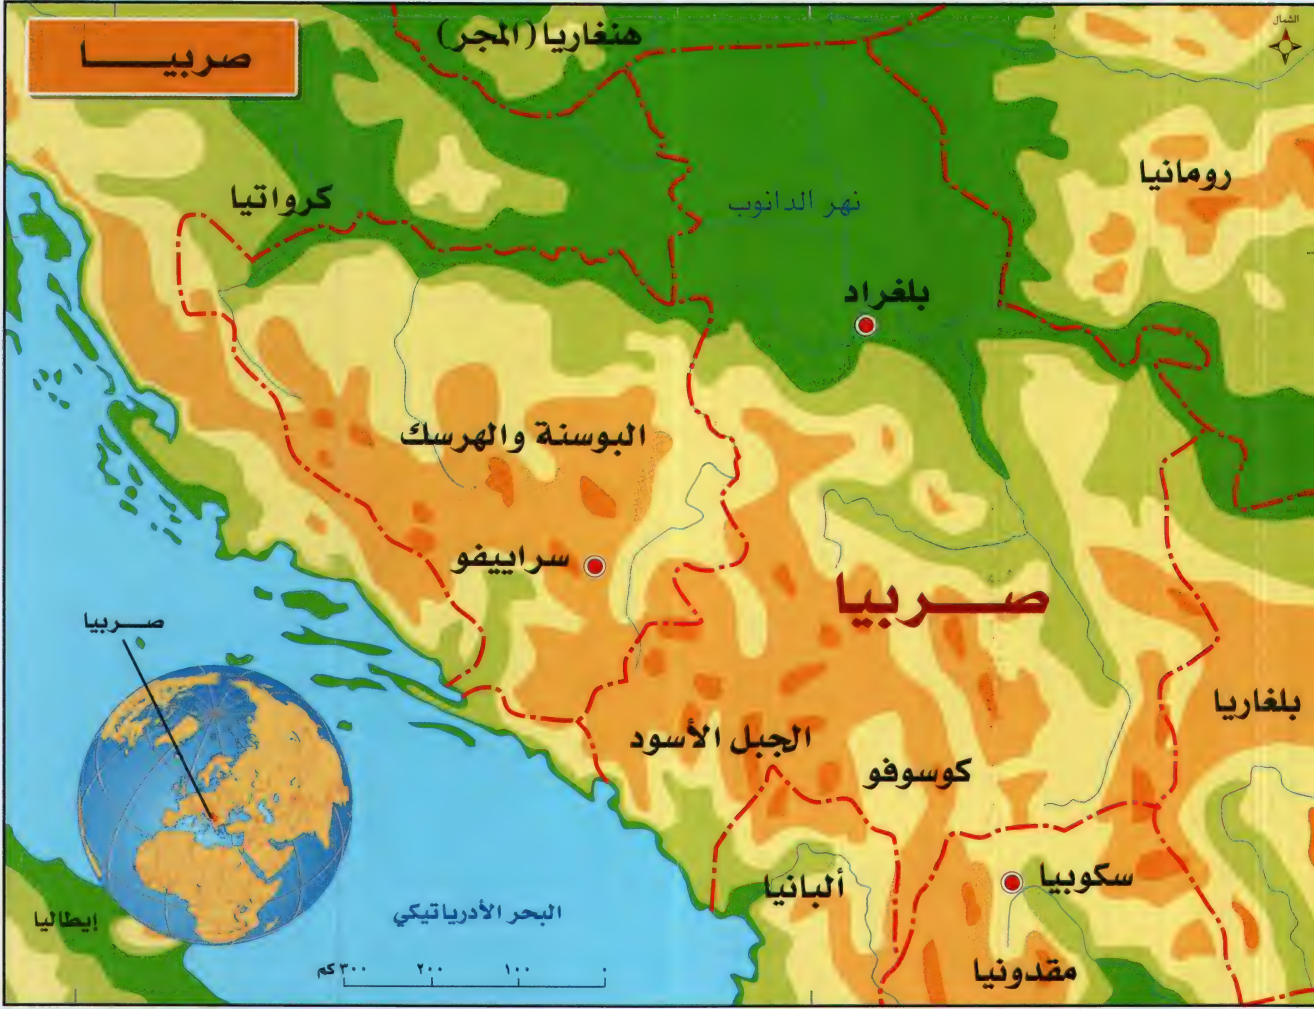 صربيا
هنغاريا (المجر)
الشمال
رومانيا
كرواتيا
نهر الدانوب
بلغراد
البوسنة والهرسك
سراييفو
صربيا
صربيا
بلغاريا
الجبل الأسود
كوسوفو
سكوبيا
ألبانيا
إيطاليا
البحر الأدرياتيكي
٣٠٠ كم ٢٠٠ ١٠٠ ٠
مقدونيا